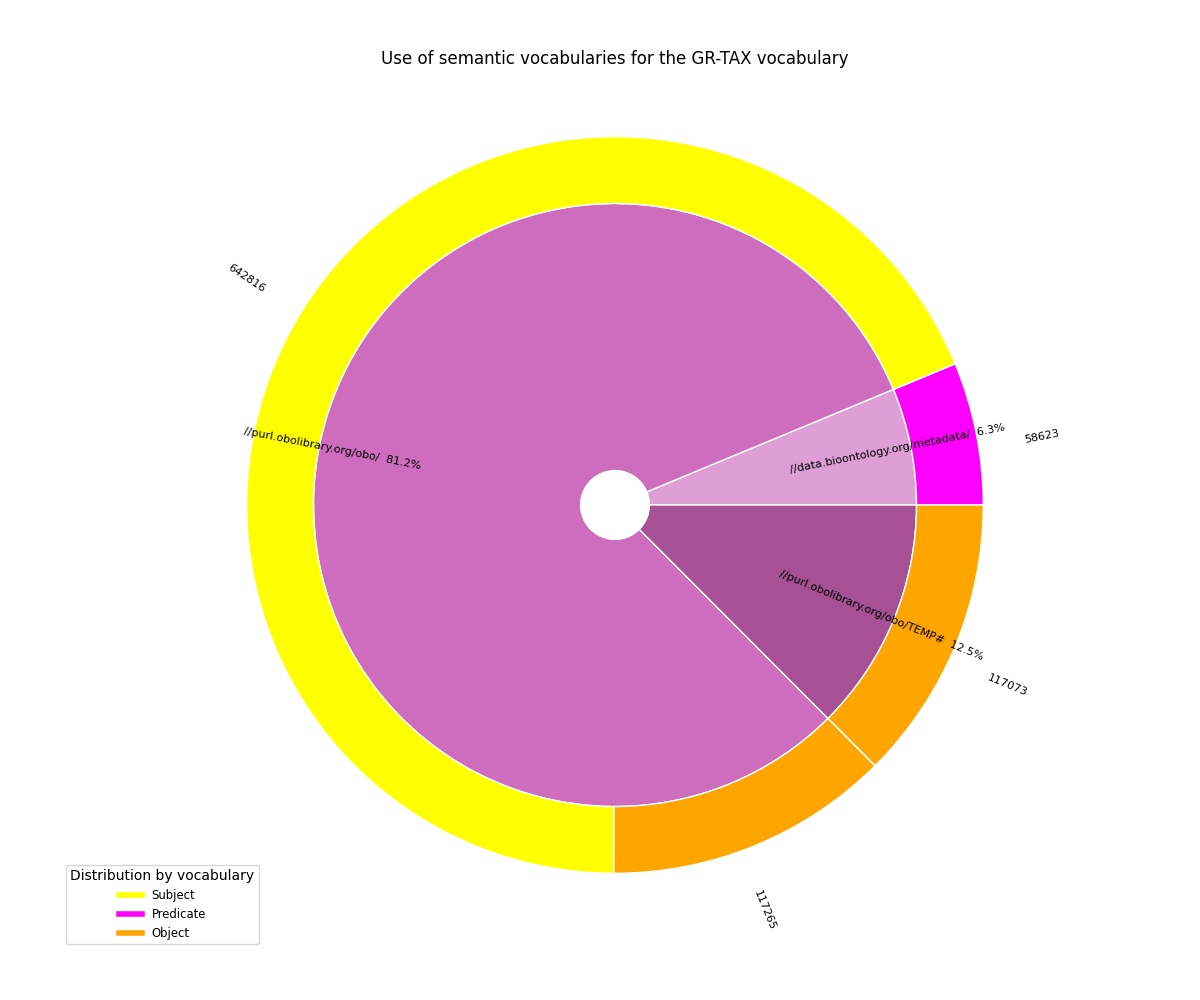 Use of semantic vocabularies for the GR-TAX vocabulary
642816
//purl.obolibrary.org/obo/  81.2%
//data.bioontology.org/metadata/  6.3%
58623
//purl.obolibrary.org/obo/TEMP#  12.5%
117073
117265
Distribution by vocabulary
Subject
Predicate
Object